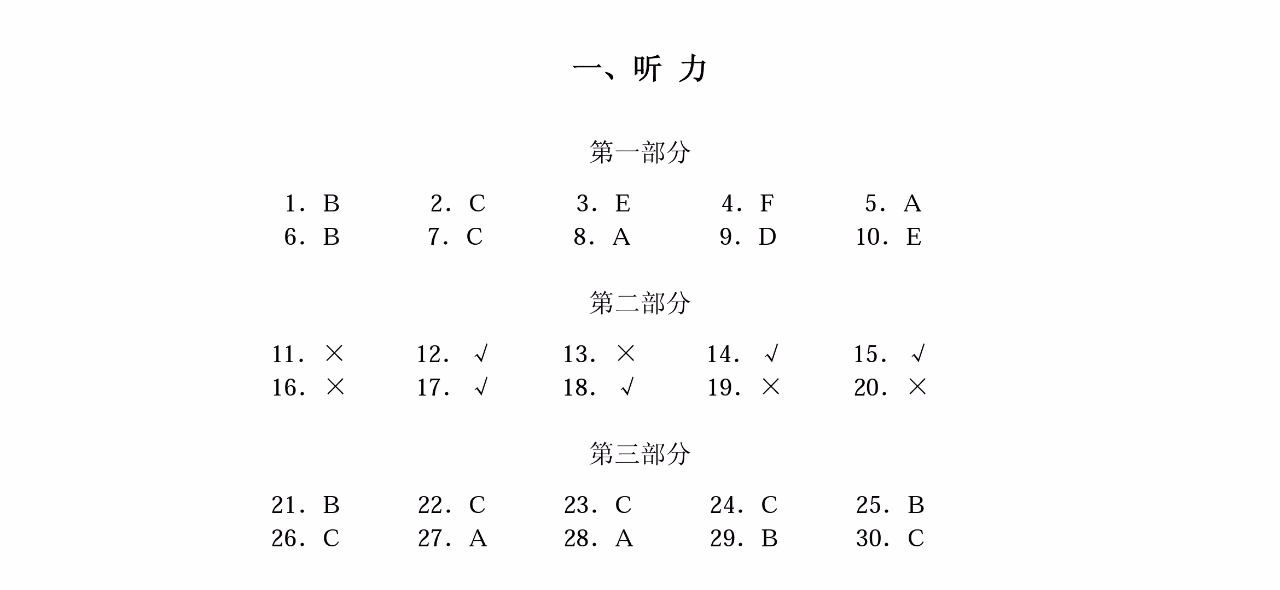 一、听 力
第一部分
1. B 2. C 3. E 4. F 5. A
6. B 7. C 8. A 9. D 10. E
第二部分
11. × 12. √ 13. × 14. √ 15. √
16. × 17. √ 18. √ 19. × 20. ×
第三部分
21. B 22. C 23. C 24. C 25. B
26. C 27. A 28. A 29. B 30. C